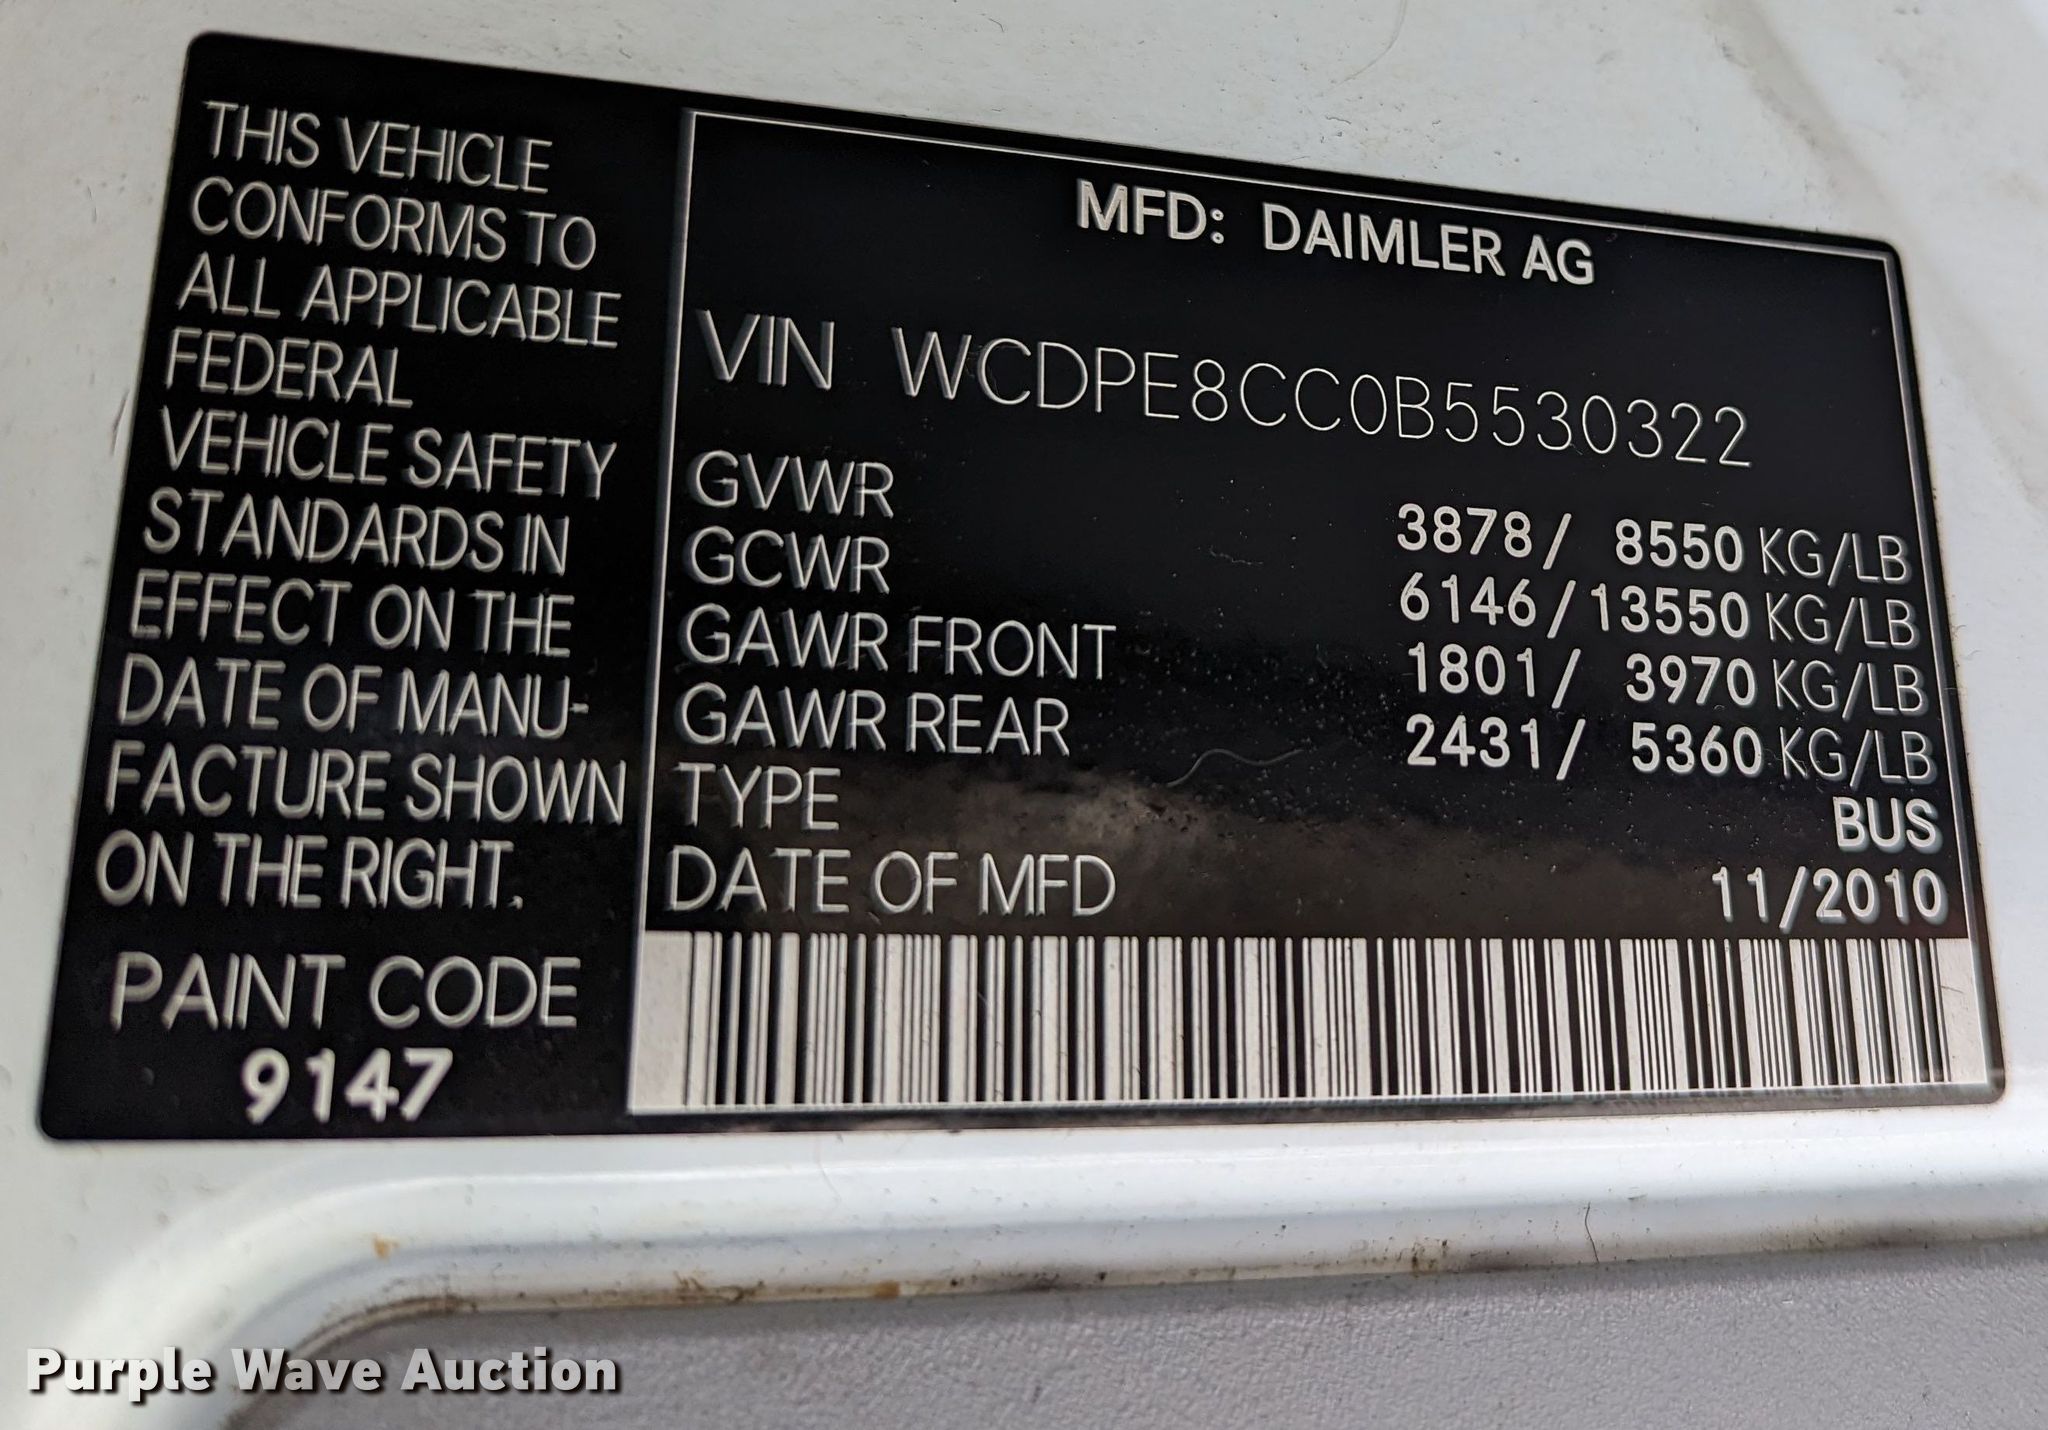 THIS VEHICLE
CONFORMS TO
ALL APPLICABLE
FEDERAL
VEHICLE SAFETY
STANDARDS IN
EFFECT ON THE
DATE OF MANU-
FACTURE SHOWN
ON THE RIGHT.
PAINT CODE
9147
MFD: DAIMLER AG
VIN WCDPE8CC0B5530322
GVWR 3878/ 8550 KG/LB
GCWR 6146/13550 KG/LB
GAWR FRONT 1801/ 3970 KG/LB
GAWR REAR 2431/ 5360 KG/LB
TYPE BUS
DATE OF MFD 11/2010
Purple Wave Auction